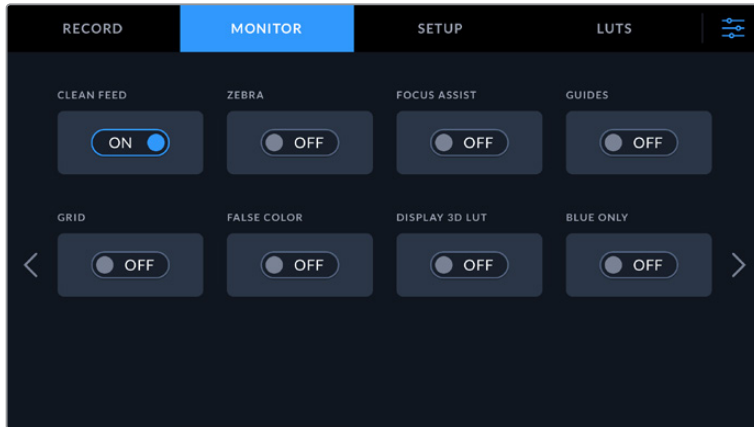 RECORD MONITOR SETUP LUTS
CLEAN FEED ZEBRA FOCUS ASSIST GUIDES
ON OFF OFF OFF
GRID FALSE COLOR DISPLAY 3D LUT BLUE ONLY
OFF OFF OFF OFF